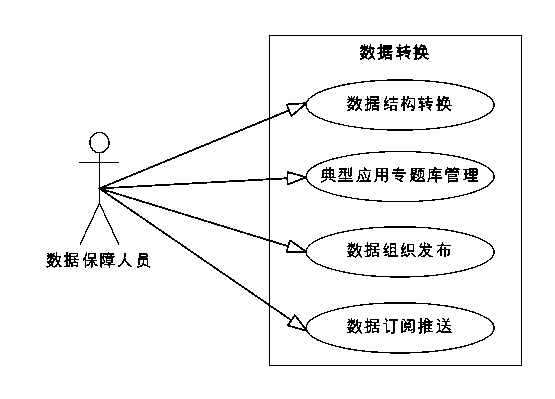 数据转换
数据结构转换
典型应用专题库管理
数据组织发布
数据保障人员
数据订阅推送